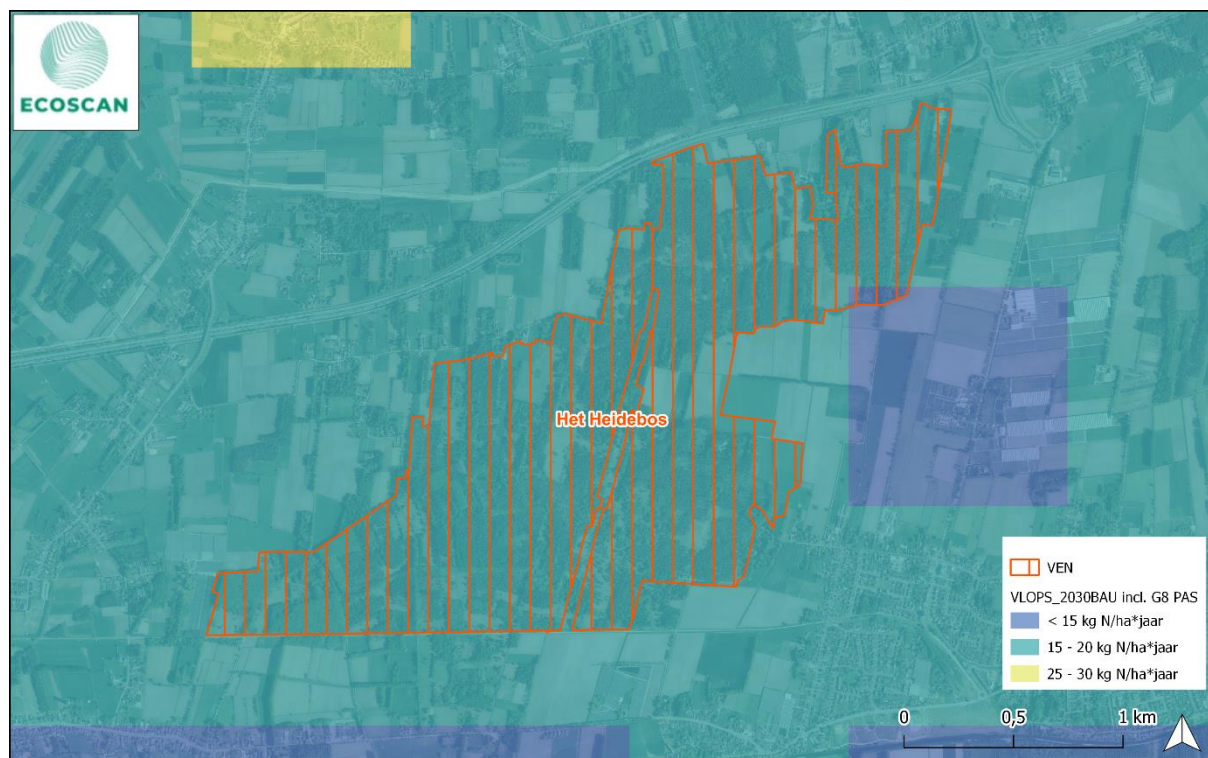 ECOSCAN
Het Heidebos
VEN
VLOPS_2030BAU incl. G8 PAS
< 15 kg N/ha*jaar
15 - 20 kg N/ha*jaar
25 - 30 kg N/ha*jaar
0 0,5 1 km